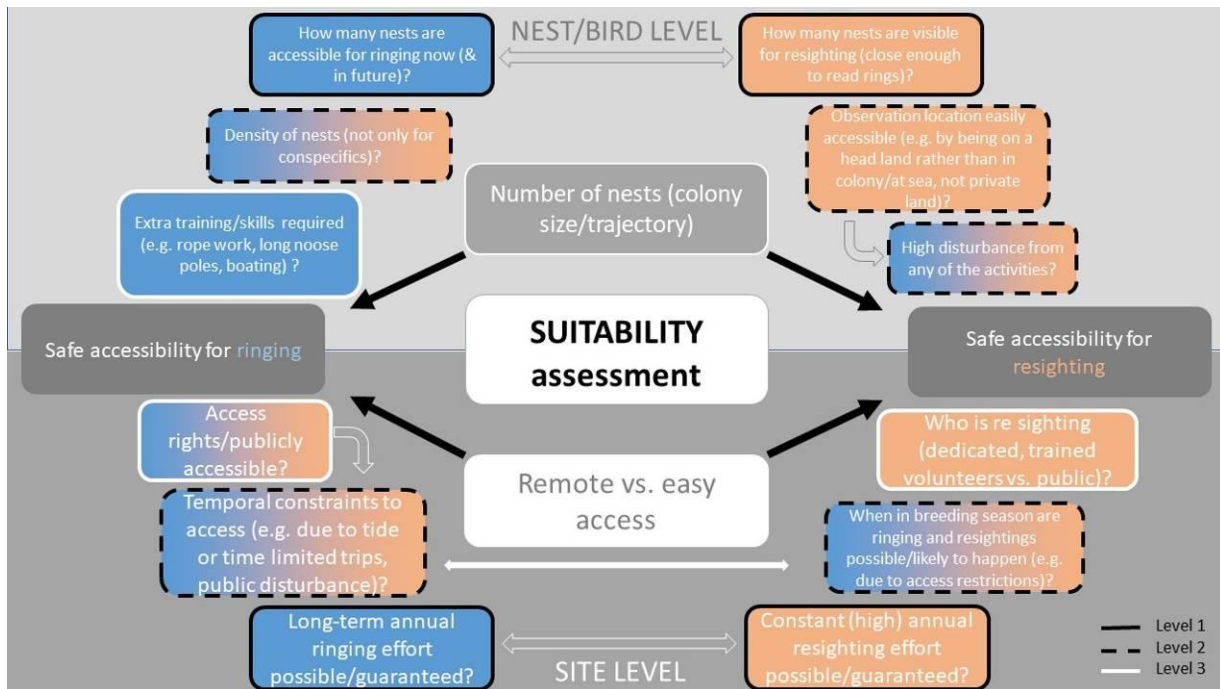 How many nests are
accessible for ringing now (&
in future)?
NEST/BIRD LEVEL
How many nests are visible
for resighting (close enough
to read rings)?
Density of nests (not only for
conspecifics)?
Observation location easily
accessible (e.g. by being on a
head land rather than in
colony/at sea, not private
land)?
Number of nests (colony
size/trajectory)
Extra training/skills required
(e.g. rope work, long noose
poles, boating) ?
High disturbance from
any of the activities?
Safe accessibility for ringing
SUITABILITY
assessment
Safe accessibility for
resighting
Access
rights/publicly
accessible?
Remote vs. easy
access
Who is re sighting
(dedicated, trained
volunteers vs. public)?
Temporal constraints to
access (e.g. due to tide
or time limited trips,
public disturbance)?
When in breeding season are
ringing and resightings
possible/likely to happen (e.g.
due to access restrictions)?
Long-term annual
ringing effort
possible/guaranteed?
SITE LEVEL
Constant (high) annual
resighting effort
possible/guaranteed?
Level 1
Level 2
Level 3